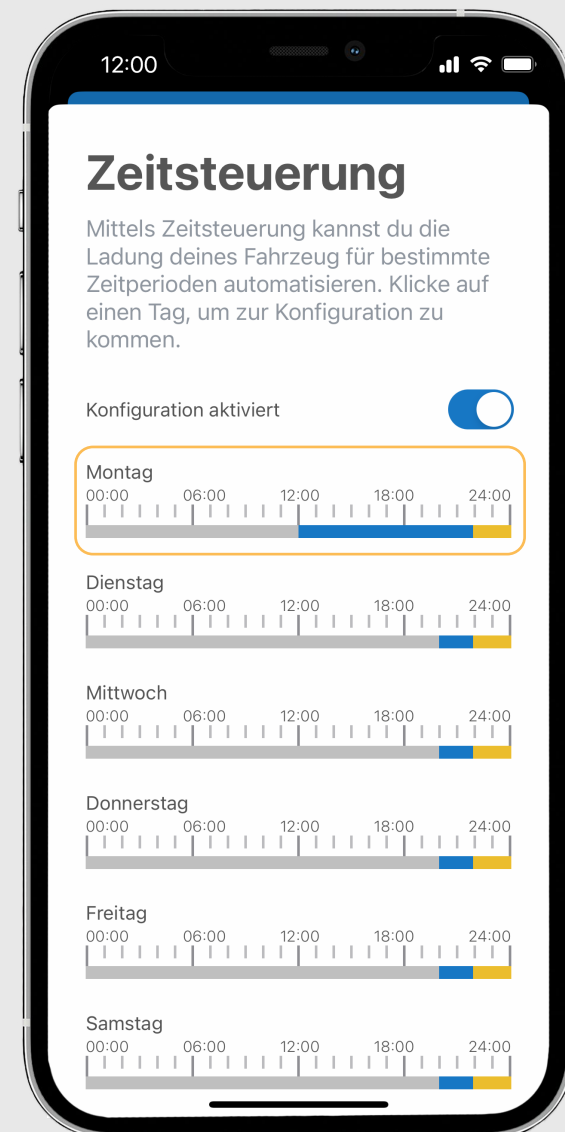 12:00
Zeitsteuerung
Mittels Zeitsteuerung kannst du die
Ladung deines Fahrzeug für bestimmte
Zeitperioden automatisieren. Klicke auf
einen Tag, um zur Konfiguration zu
kommen.
Konfiguration aktiviert
Montag
00:00 06:00 12:00 18:00 24:00
Dienstag
00:00 06:00 12:00 18:00 24:00
Mittwoch
00:00 06:00 12:00 18:00 24:00
Donnerstag
00:00 06:00 12:00 18:00 24:00
Freitag
00:00 06:00 12:00 18:00 24:00
Samstag
00:00 06:00 12:00 18:00 24:00